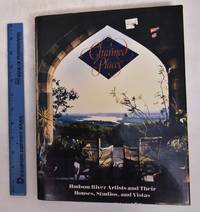 Charmed
Places
Hudson River Artists and Their
Houses, Studios, and Vistas